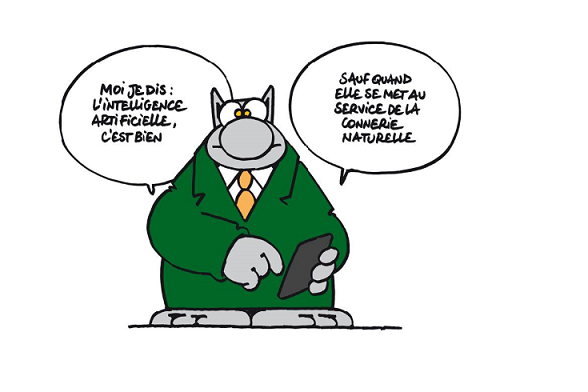 MOI JE DIS :
L'INTELLIGENCE
ARTIFICIELLE,
C'EST BIEN
SAUF QUAND
ELLE SE MET AU
SERVICE DE LA
CONNERIE
NATURELLE